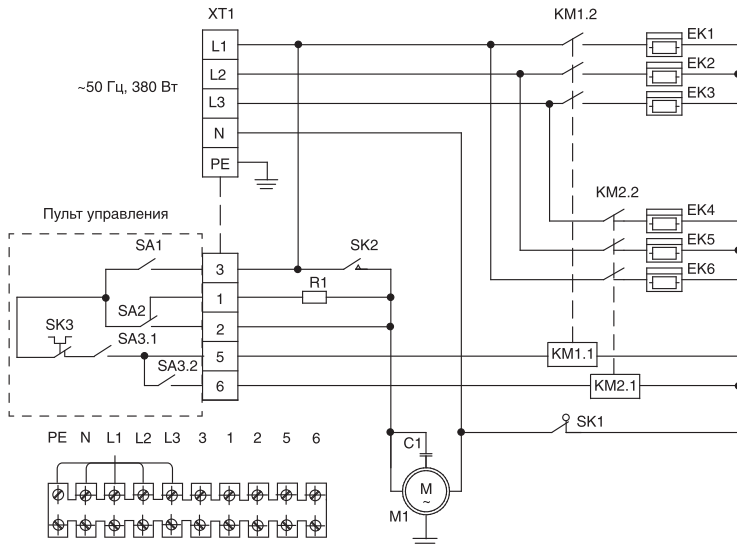 XT1
KM1.2
L1
EK1
L2
EK2
~50 Гц, 380 Вт
L3
EK3
N
PE
KM2.2
Пульт управления
EK4
SA1
SK2
EK5
3
EK6
R1
1
SA2
SK3
2
SA3.1
5
KM1.1
SA3.2
6
KM2.1
SK1
PE N L1 L2 L3 3 1 2 5 6
C1
M
~
M1